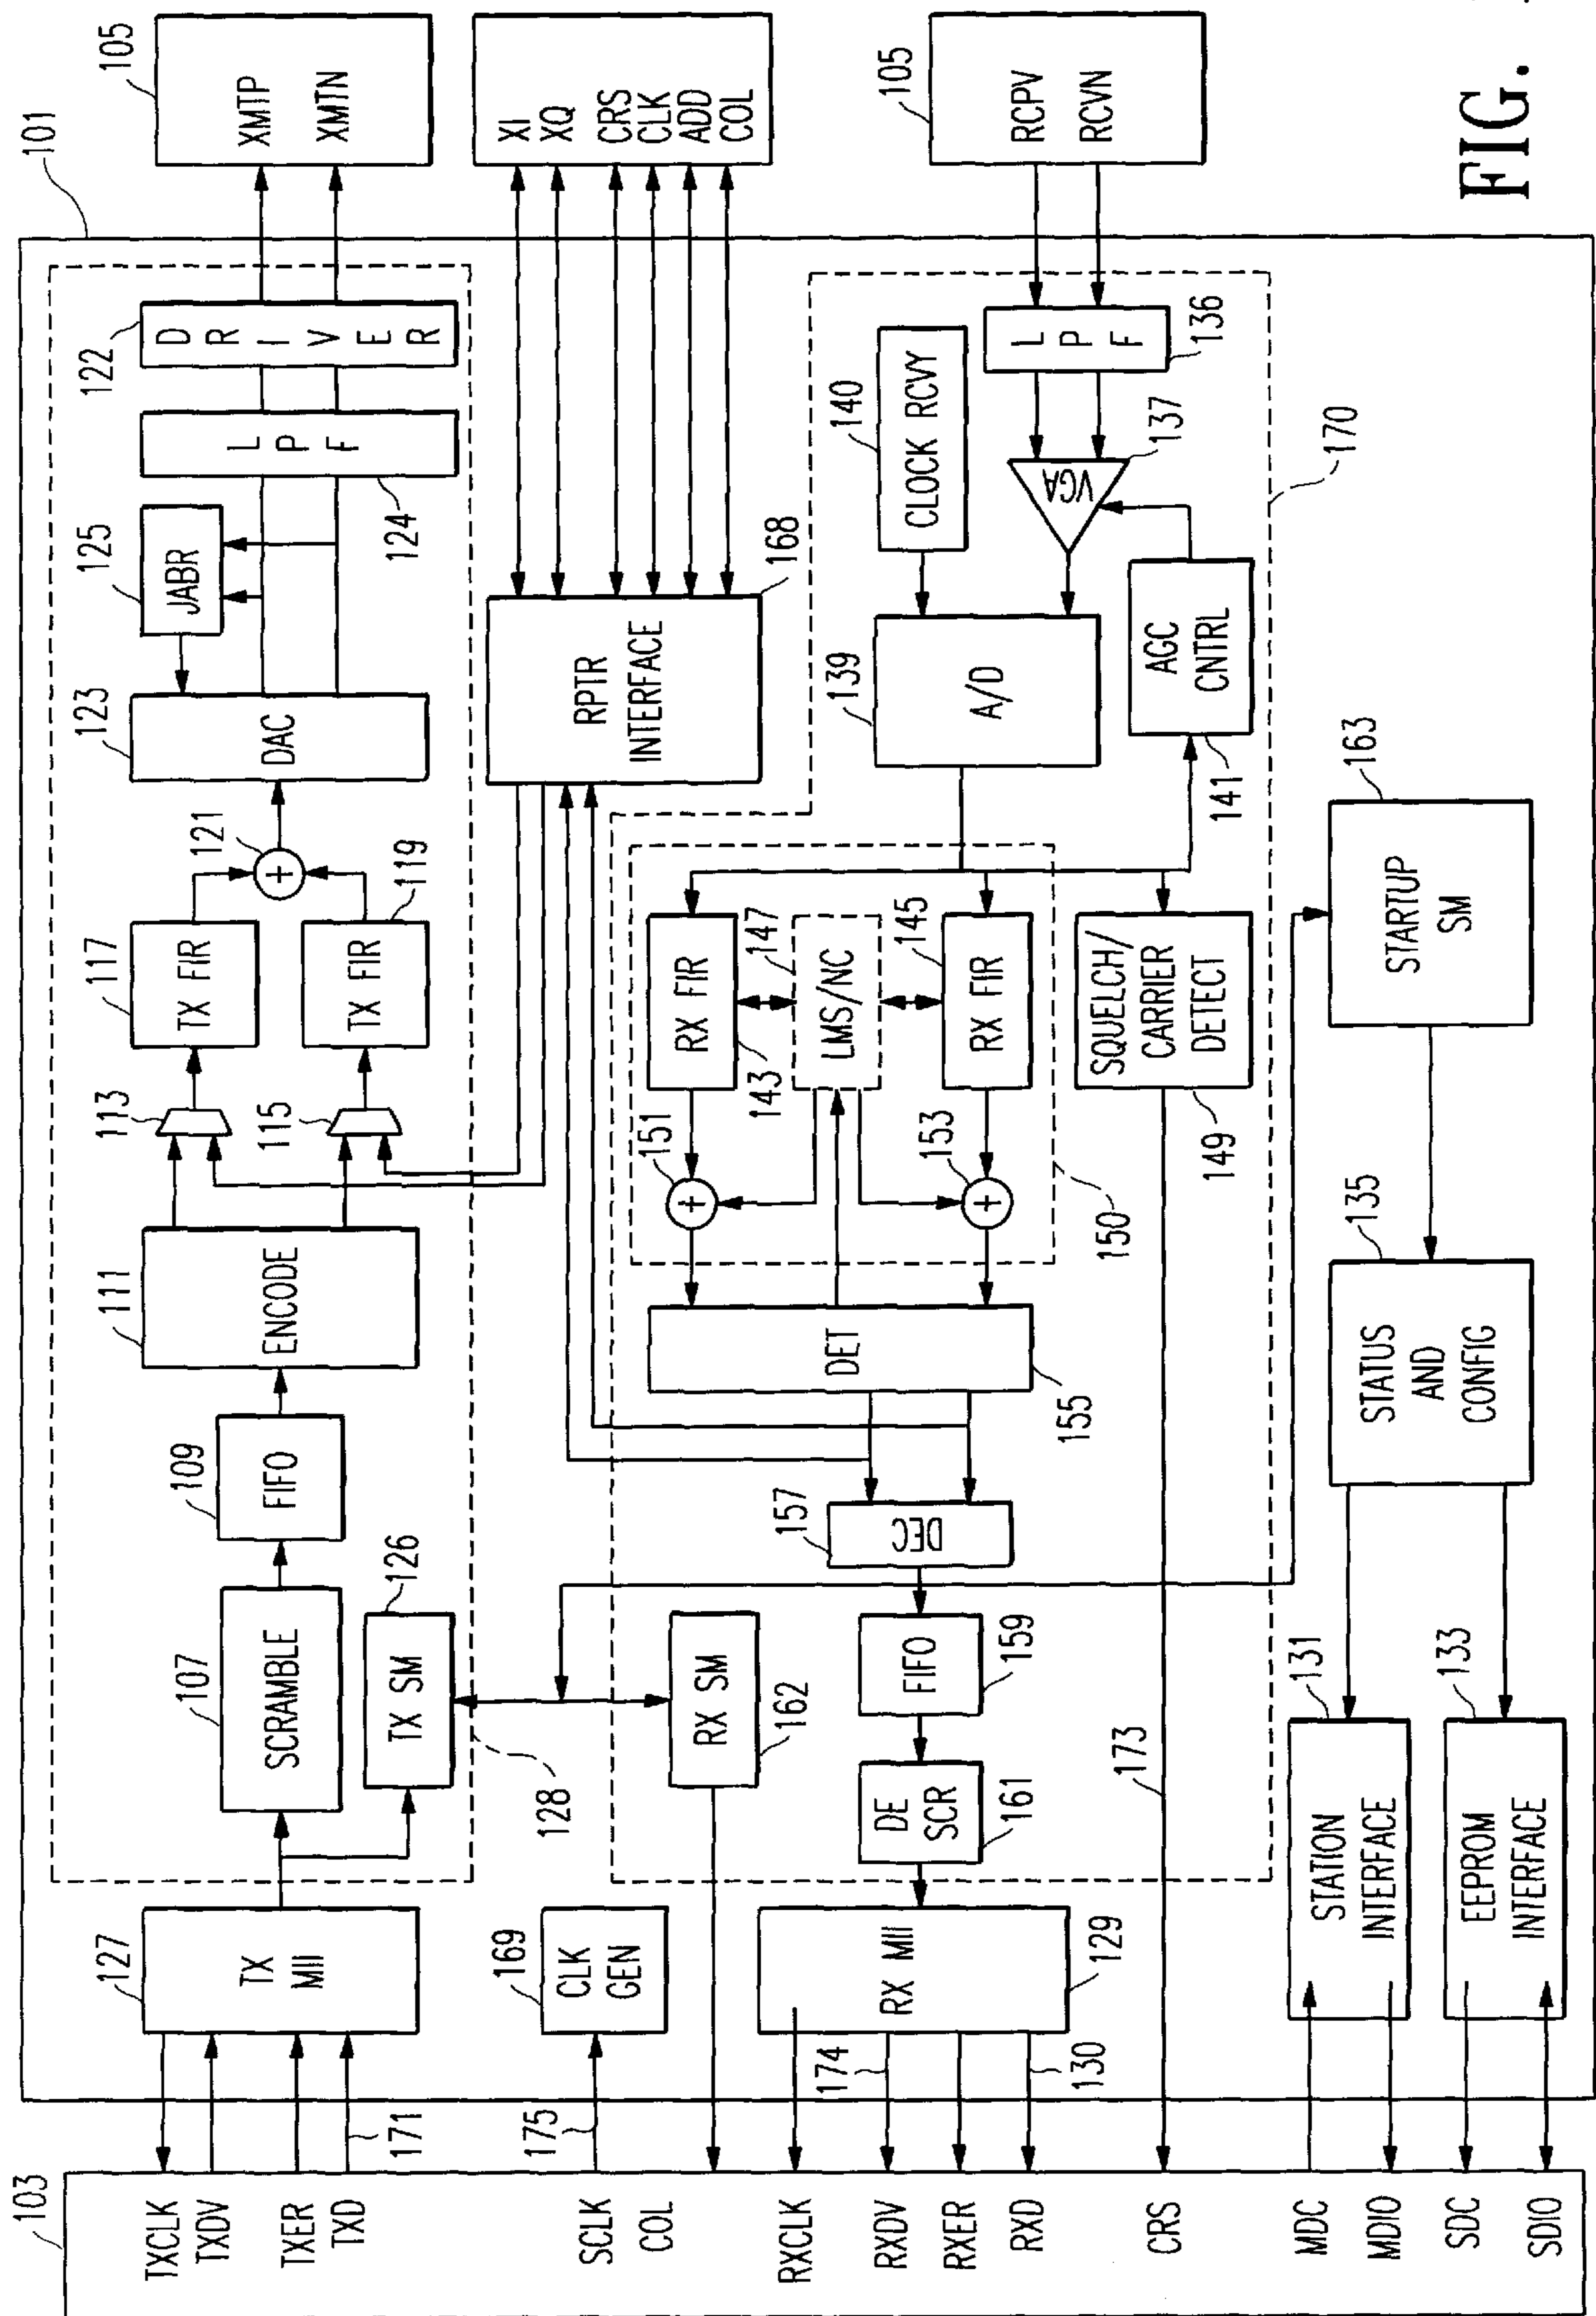 101
103
TXCLK
TXDV
TXER
TXD
SCLK
COL
RXCLK
RXDV
RXER
RXD
CRS
MDC
MDIO
SDC
SDIO
171
175
174
130
127
TX
MII
169
CLK
GEN
RX MII
129
131
STATION
INTERFACE
133
EEPROM
INTERFACE
107
SCRAMBLE
126
TX SM
128
RX SM
162
DE
SCR
161
FIFO
159
173
109
FIFO
157
DEC
111
ENCODE
DET
155
135
STATUS
AND
CONFIG
113
115
151
153
150
117
TX FIR
TX FIR
119
121
RX FIR
143
147
LMS/NC
145
RX FIR
SQUELCH/
CARRIER
DETECT
149
163
STARTUP
SM
123
DAC
125
JABR
124
L
P
F
122
D
R
I
V
E
R
RPTR
INTERFACE
168
139
A/D
140
CLOCK RCVY
141
AGC
CNTRL
VGA
137
L
P
F
136
170
105
XMTP
XMTN
XI
XQ
CRS
CLK
ADD
COL
105
RCPV
RCVN
FIG.